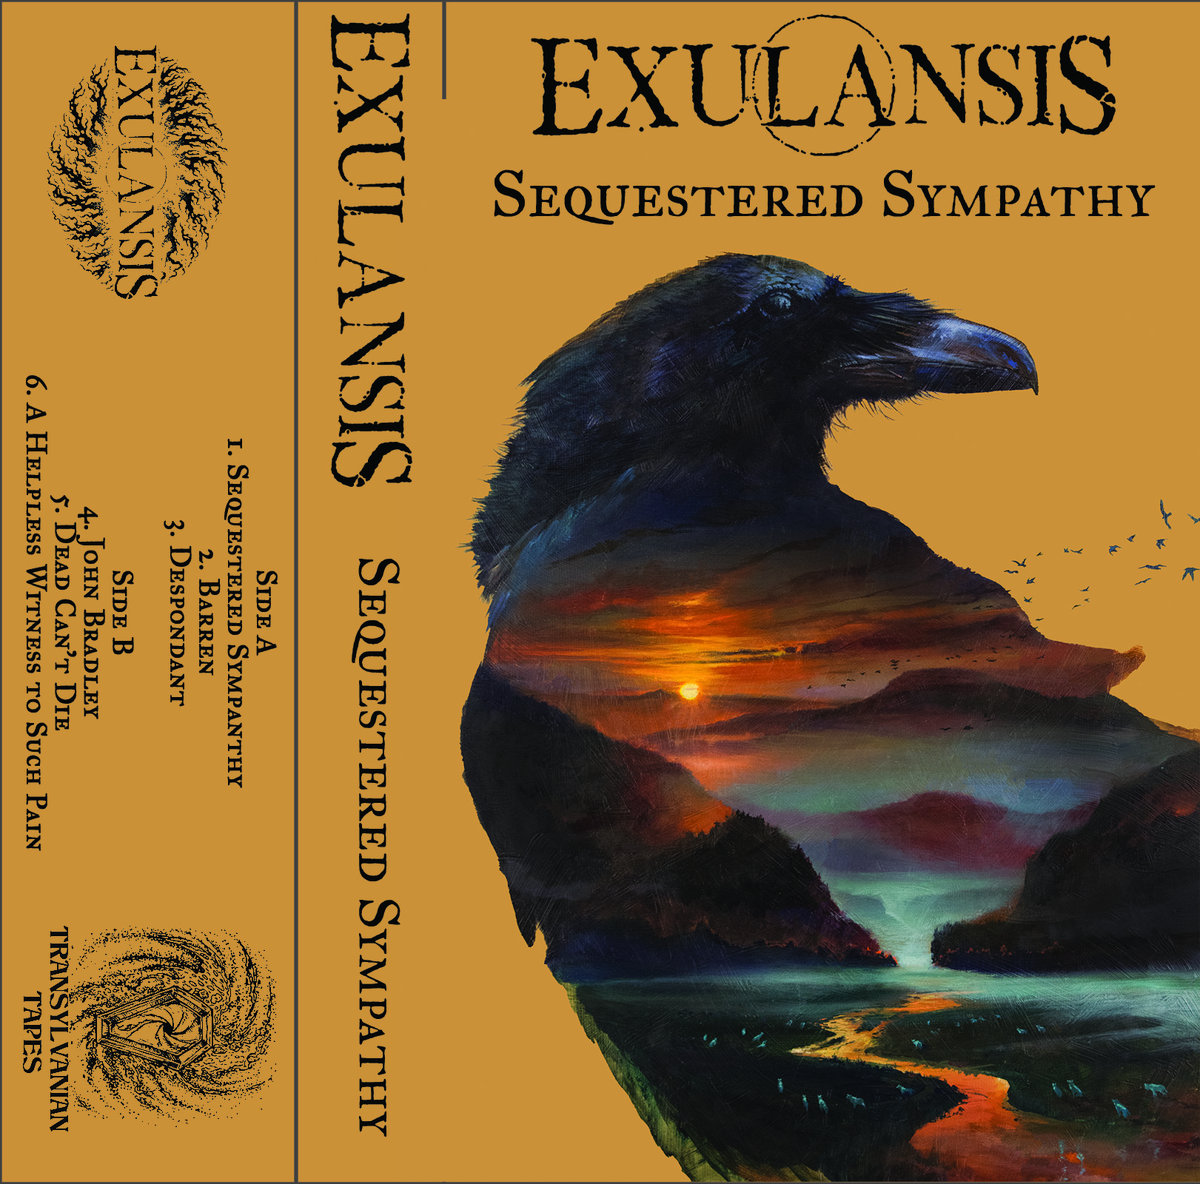 Exulansis
Side A
1. Sequestered Sympanthy
2. Barren
3. Despondant
Side B
4. John Bradley
5. Dead Can't Die
6. A Helpless Witness to Such Pain
TRANSYLVANIAN
TAPES
Exulansis Sequestered Sympathy
Exulansis
Sequestered Sympathy